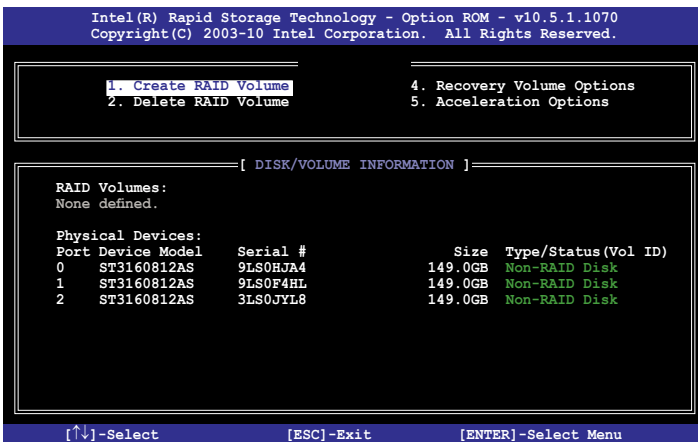 Intel(R) Rapid Storage Technology - Option ROM - v10.5.1.1070
Copyright(C) 2003-10 Intel Corporation. All Rights Reserved.
1. Create RAID Volume 4. Recovery Volume Options
2. Delete RAID Volume 5. Acceleration Options
[ DISK/VOLUME INFORMATION ]
RAID Volumes:
None defined.
Physical Devices:
Port Device Model Serial # Size Type/Status(Vol ID)
0 ST3160812AS 9LS0HJA4 149.0GB Non-RAID Disk
1 ST3160812AS 9LS0F4HL 149.0GB Non-RAID Disk
2 ST3160812AS 3LS0JYL8 149.0GB Non-RAID Disk
[↑↓]-Select [ESC]-Exit [ENTER]-Select Menu